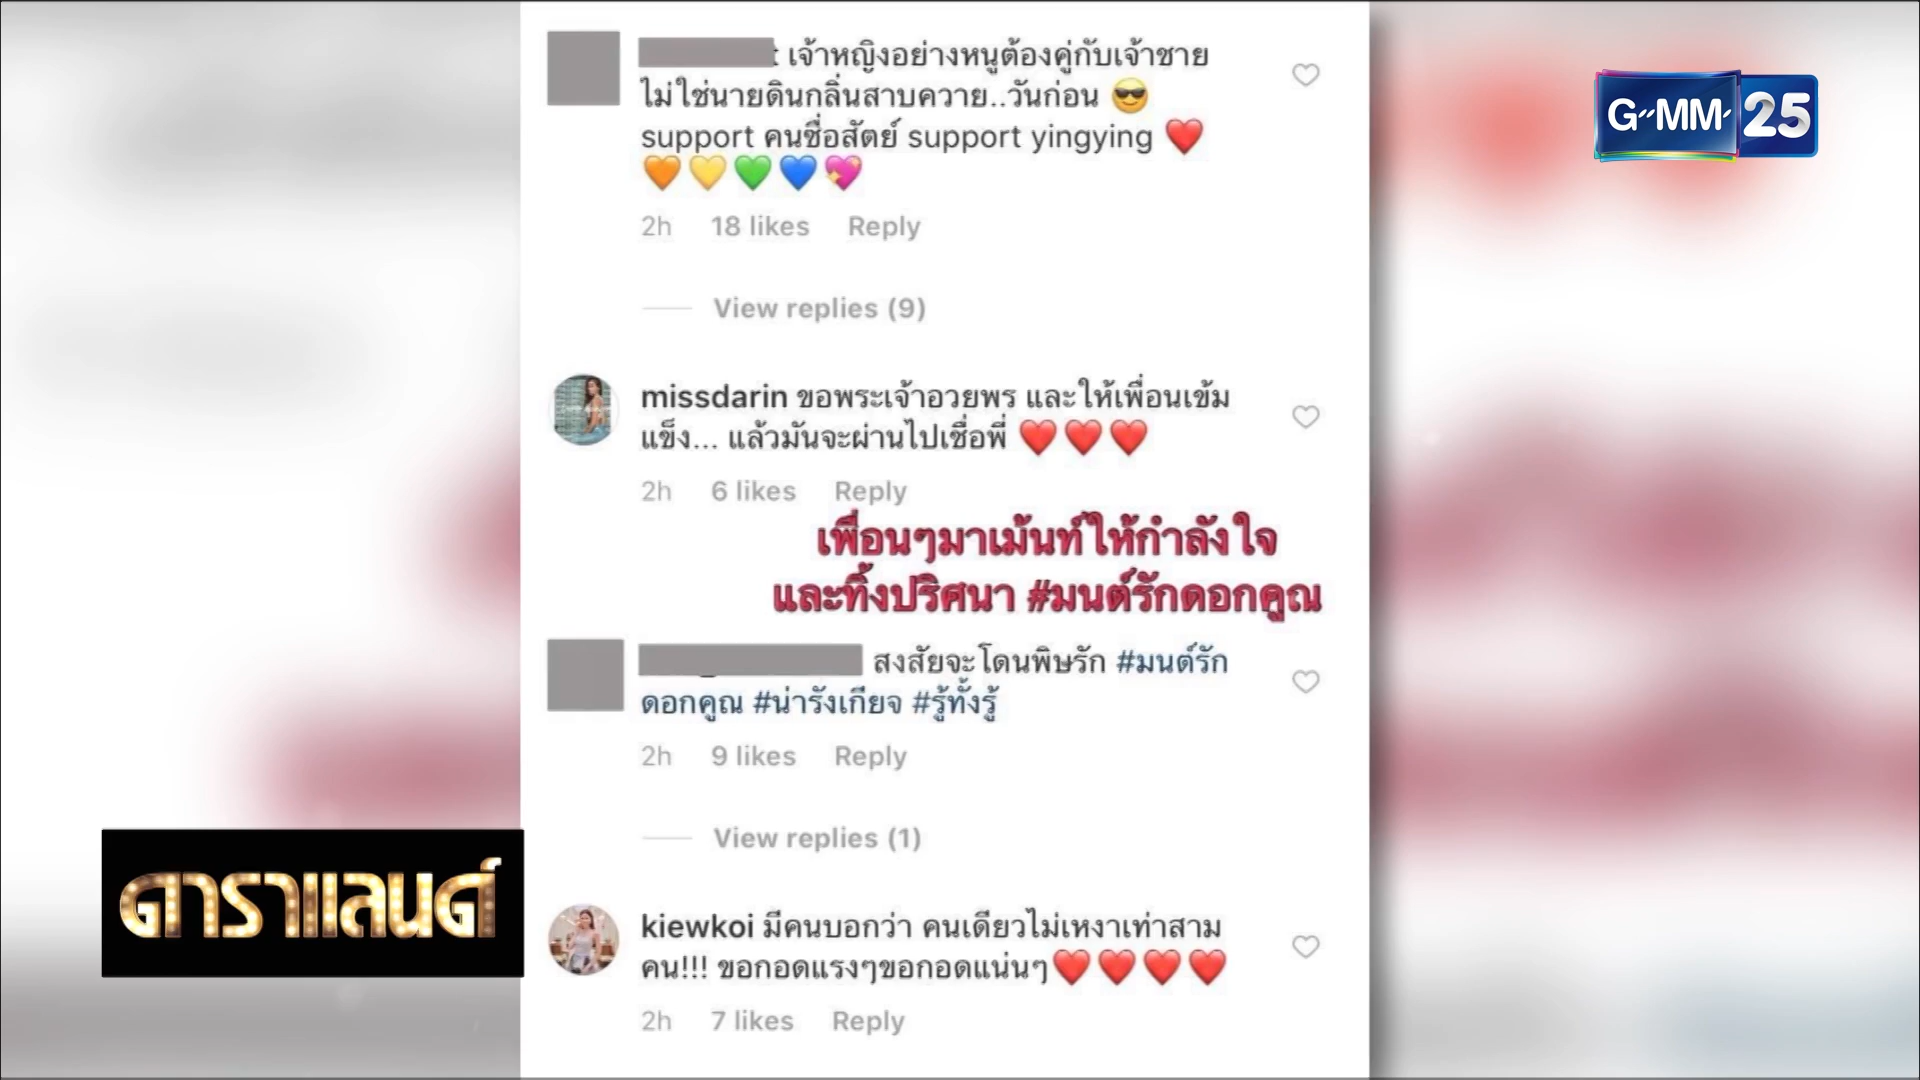 เจ้าหญิงอย่างหนูต้องคู่กับเจ้าชาย
ไม่ใช่นายดินกลิ่นสาบควาย..วันก่อน 😎
support คนซื่อสัตย์ support yingying ❤️
🧡💛💚💙💖
2h 18 likes Reply
View replies (9)
missdarin ขอพระเจ้าอวยพร และให้เพื่อนเข้ม
แข็ง... แล้วมันจะผ่านไปเชื่อพี่ ❤️❤️❤️
2h 6 likes Reply
เพื่อนๆมาเม้นท์ให้กำลังใจ
และทิ้งปริศนา #มนต์รักดอกคูณ
สงสัยจะโดนพิษรัก #มนต์รัก
ดอกคูณ #น่ารังเกียจ #รู้ทั้งรู้
2h 9 likes Reply
View replies (1)
kiewkoi มีคนบอกว่า คนเดียวไม่เหงาเท่าสาม
คน!!! ขอกอดแรงๆขอกอดแน่นๆ❤️❤️❤️❤️
2h 7 likes Reply
GMM 25
ดาราแลนด์